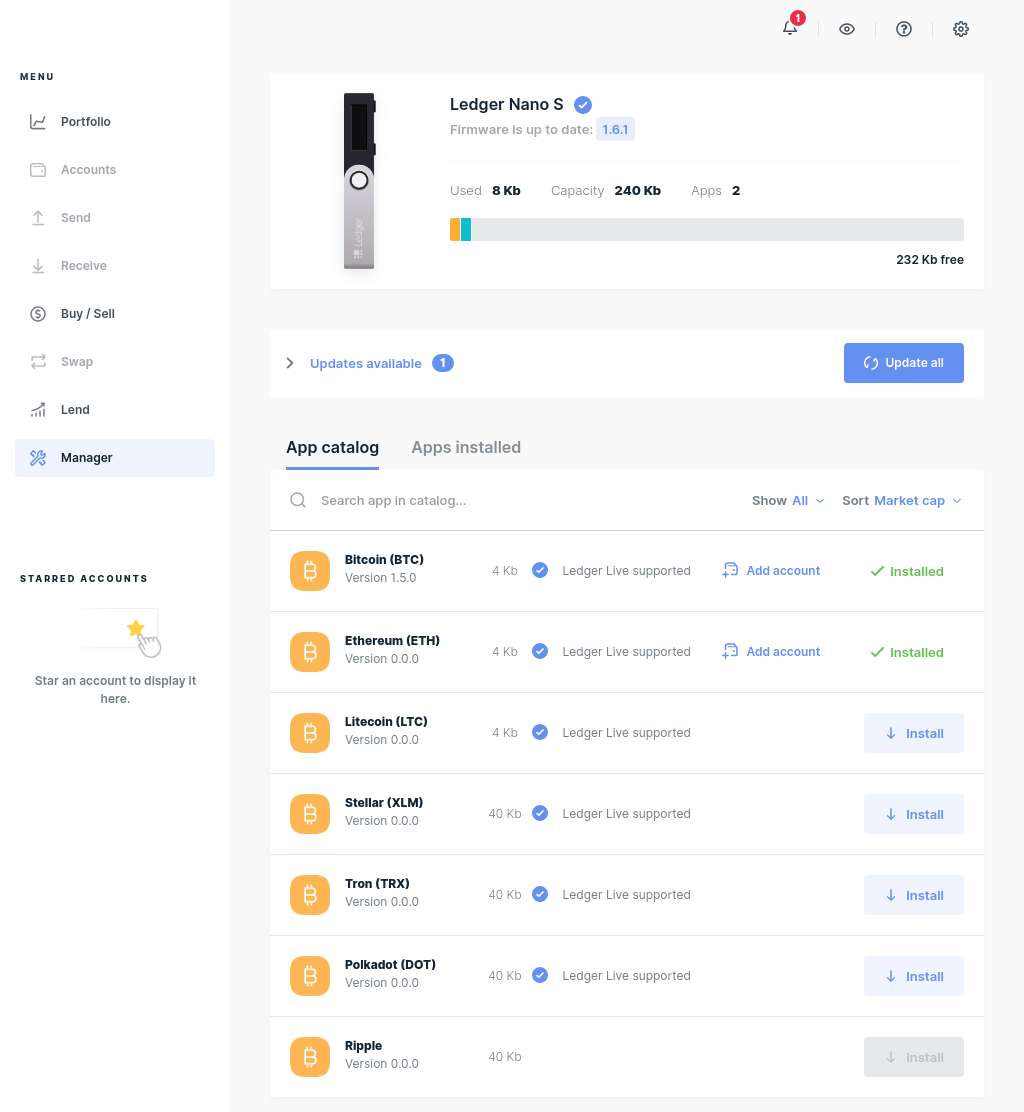 1
MENU
Portfolio
Accounts
Send
Receive
Buy / Sell
Swap
Lend
Manager
STARRED ACCOUNTS
Star an account to display it
here.
Ledger
Ledger Nano S
Firmware is up to date: 1.6.1
Used 8 Kb Capacity 240 Kb Apps 2
232 Kb free
Updates available 1
Update all
App catalog Apps installed
Search app in catalog...
Show All Sort Market cap
Bitcoin (BTC)
Version 1.5.0
4 Kb Ledger Live supported Add account Installed
Ethereum (ETH)
Version 0.0.0
4 Kb Ledger Live supported Add account Installed
Litecoin (LTC)
Version 0.0.0
4 Kb Ledger Live supported Install
Stellar (XLM)
Version 0.0.0
40 Kb Ledger Live supported Install
Tron (TRX)
Version 0.0.0
40 Kb Ledger Live supported Install
Polkadot (DOT)
Version 0.0.0
40 Kb Ledger Live supported Install
Ripple
Version 0.0.0
40 Kb Install